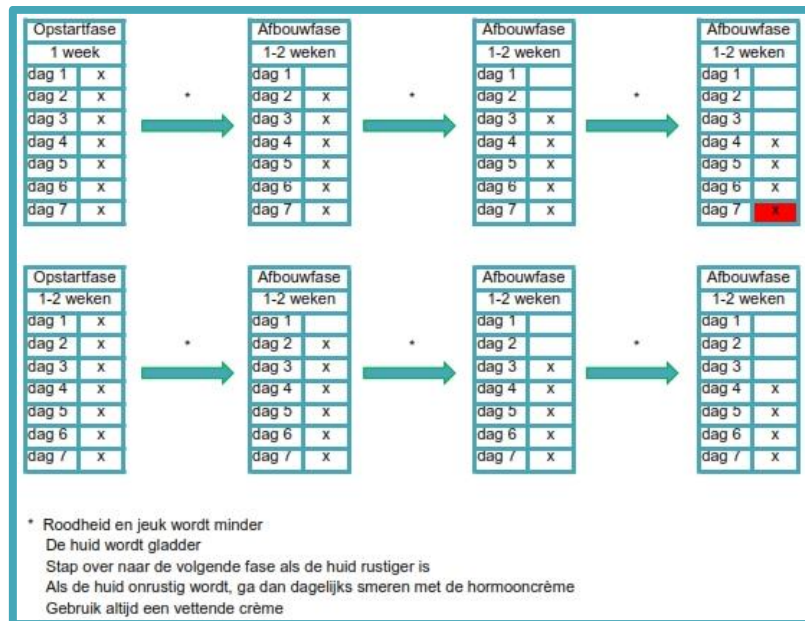 Opstartfase Afbouwfase Afbouwfase Afbouwfase
1 week 1-2 weken 1-2 weken 1-2 weken
dag 1 x dag 1 dag 1 dag 1
dag 2 x * dag 2 x * dag 2 * dag 2
dag 3 x dag 3 x dag 3 x dag 3
dag 4 x dag 4 x dag 4 x dag 4 x
dag 5 x dag 5 x dag 5 x dag 5 x
dag 6 x dag 6 x dag 6 x dag 6 x
dag 7 x dag 7 x dag 7 x dag 7 x
Opstartfase Afbouwfase Afbouwfase Afbouwfase
1-2 weken 1-2 weken 1-2 weken 1-2 weken
dag 1 x dag 1 dag 1 dag 1
dag 2 x * dag 2 x * dag 2 * dag 2
dag 3 x dag 3 x dag 3 x dag 3
dag 4 x dag 4 x dag 4 x dag 4 x
dag 5 x dag 5 x dag 5 x dag 5 x
dag 6 x dag 6 x dag 6 x dag 6 x
dag 7 x dag 7 x dag 7 x dag 7 x
* Roodheid en jeuk wordt minder
De huid wordt gladder
Stap over naar de volgende fase als de huid rustiger is
Als de huid onrustig wordt, ga dan dagelijks smeren met de hormooncrème
Gebruik altijd een vettende crème